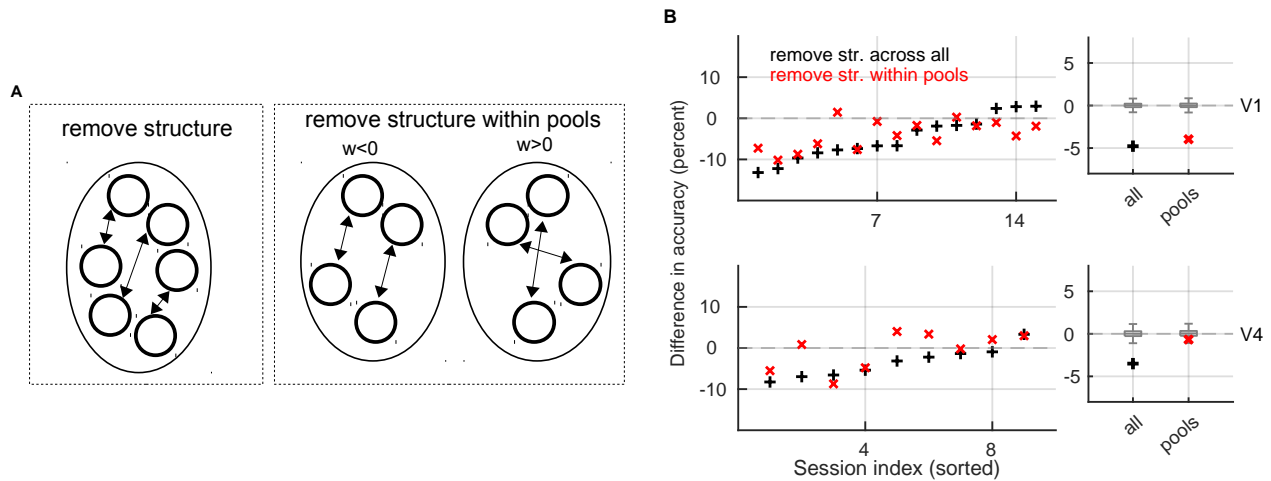 A
remove structure
remove structure within pools
w<0
w>0
B
Difference in accuracy (percent)
remove str. across all
remove str. within pools
10
0
-10
7
14
5
0
-5
all
pools
V1
10
0
-10
4
8
Session index (sorted)
5
0
-5
all
pools
V4